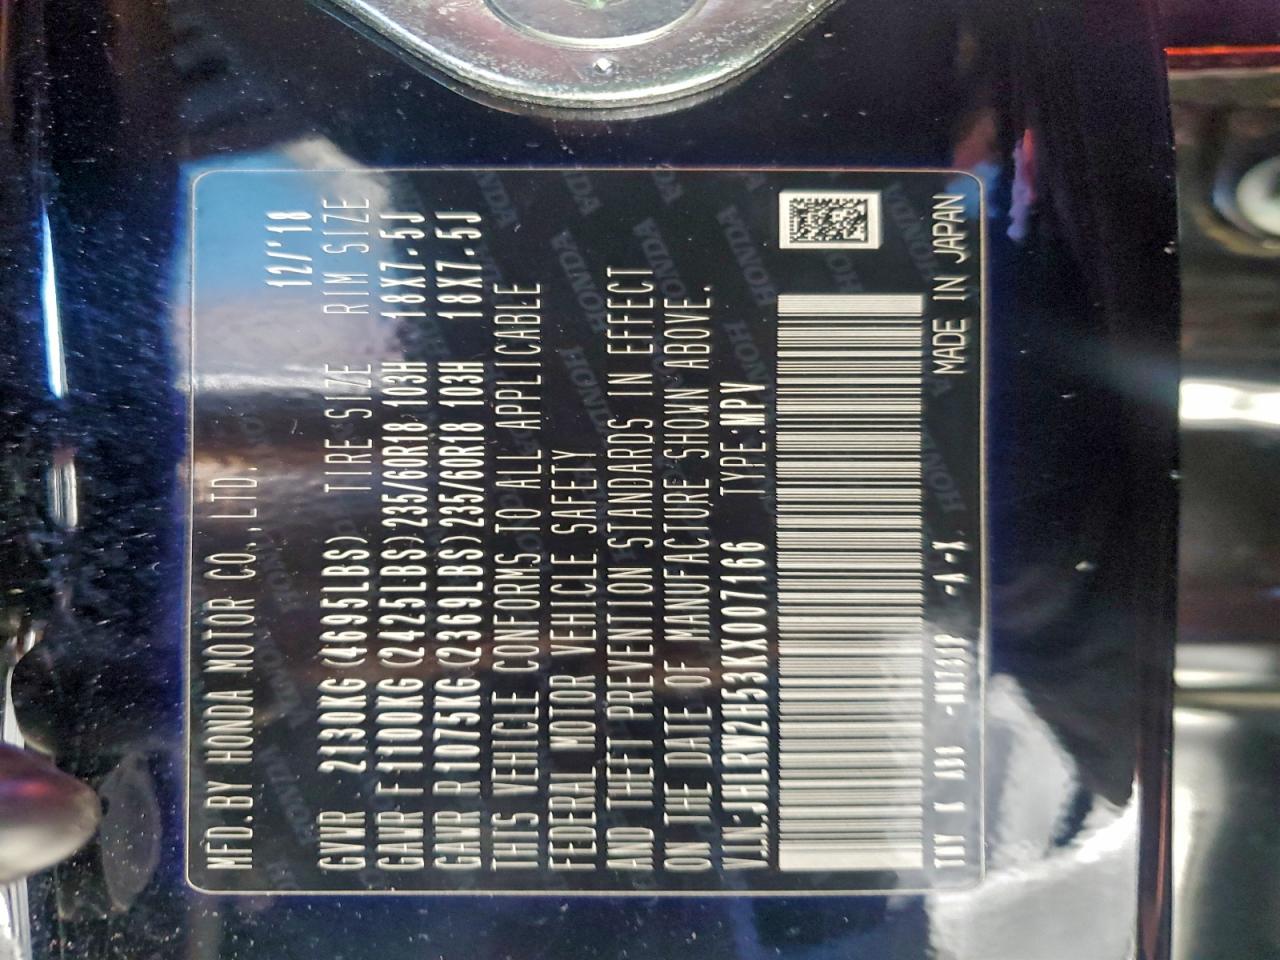 MFD.BY HONDA MOTOR CO.,LTD.
12/'18
TIRE SIZE RIM SIZE
GVWR 2130KG(4695LBS)
GAWR F 1100KG(2425LBS)235/60R18 103H 18X7.5J
GAWR R 1075KG(2369LBS)235/60R18 103H 18X7.5J
THIS VEHICLE CONFORMS TO ALL APPLICABLE
FEDERAL MOTOR VEHICLE SAFETY
AND THEFT PREVENTION STANDARDS IN EFFECT
ON THE DATE OF MANUFACTURE SHOWN ABOVE.
V.I.N.:JHLRW2H53KX007166 TYPE:MPV
-A-X MADE IN JAPAN